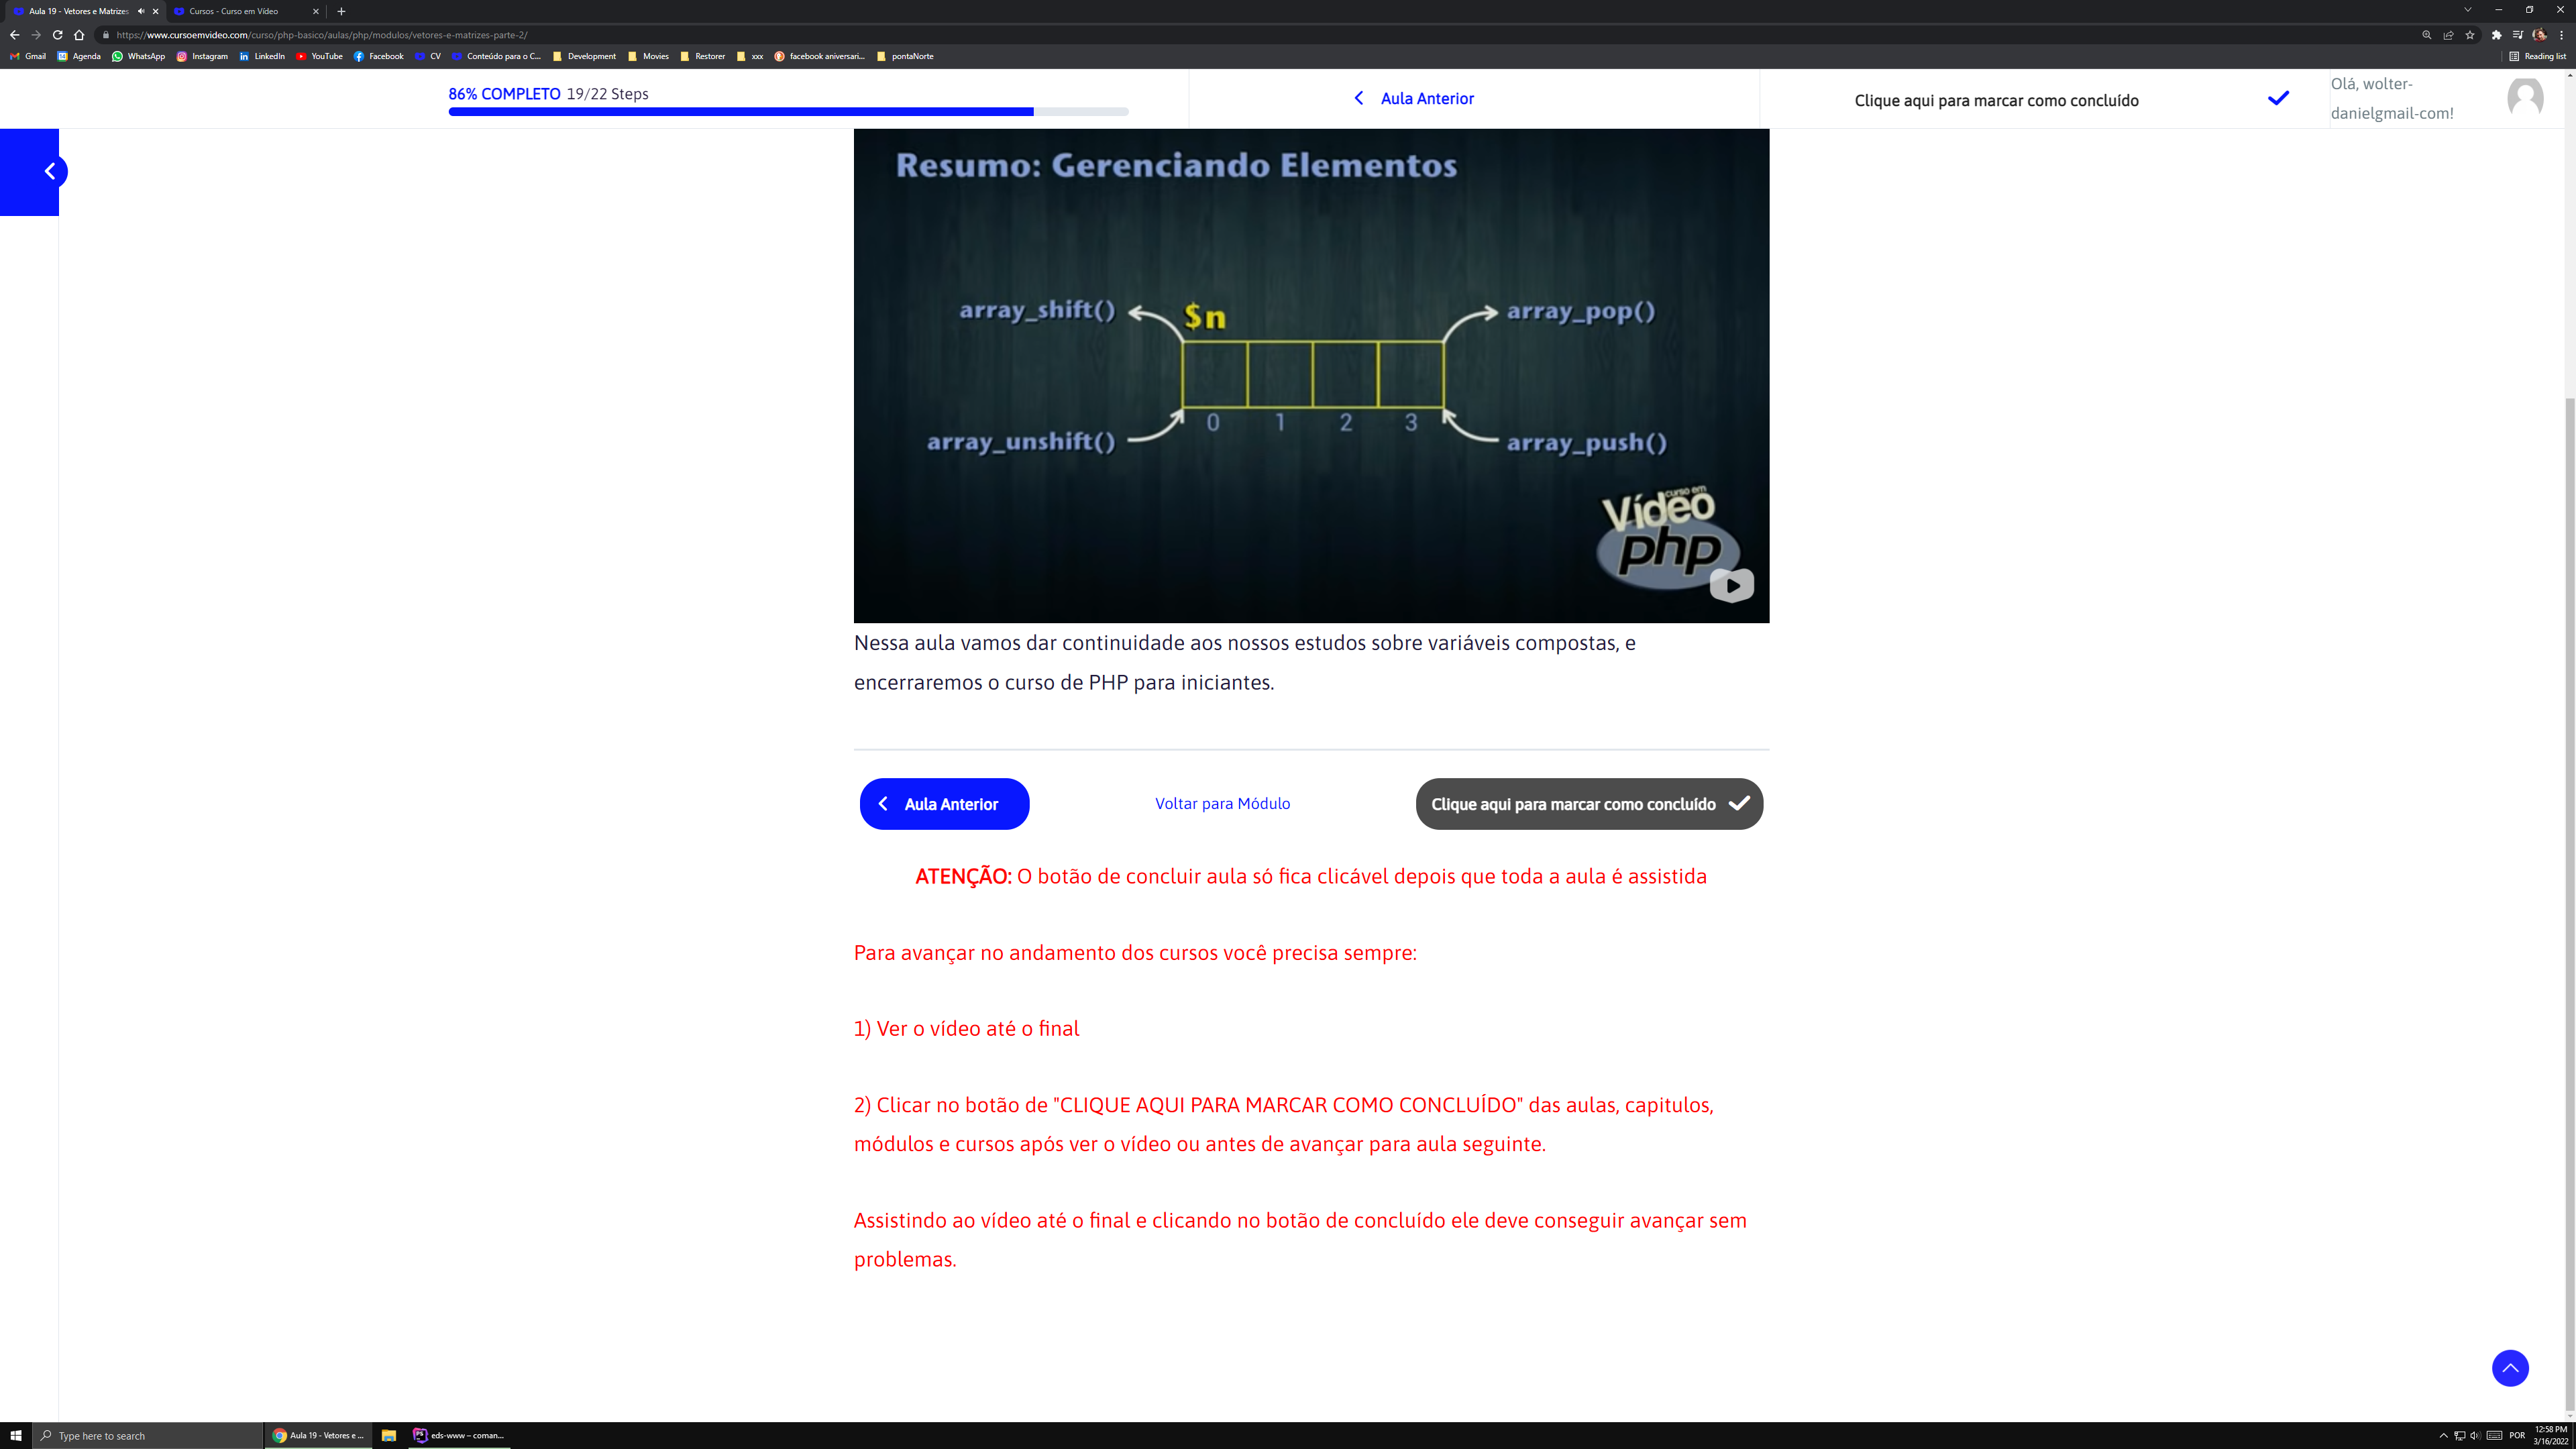 Aula 19 - Vetores e Matrizes
Cursos - Curso em Vídeo
https://www.cursoemvideo.com/curso/php-basico/aulas/php/modulos/vetores-e-matrizes-parte-2/
Gmail Agenda WhatsApp Instagram LinkedIn YouTube Facebook CV Conteúdo para o C... Development Movies Restorer xxx facebook aniversari... pontaNorte Reading list
86% COMPLETO 19/22 Steps
Aula Anterior
Clique aqui para marcar como concluído
Olá, wolter-
danielgmail-com!
Resumo: Gerenciando Elementos
array_shift() $n array_pop()
0 1 2 3
array_unshift() array_push()
curso em
Vídeo
php
Nessa aula vamos dar continuidade aos nossos estudos sobre variáveis compostas, e
encerraremos o curso de PHP para iniciantes.
Aula Anterior Voltar para Módulo Clique aqui para marcar como concluído
ATENÇÃO: O botão de concluir aula só fica clicável depois que toda a aula é assistida
Para avançar no andamento dos cursos você precisa sempre:
1) Ver o vídeo até o final
2) Clicar no botão de "CLIQUE AQUI PARA MARCAR COMO CONCLUÍDO" das aulas, capitulos,
módulos e cursos após ver o vídeo ou antes de avançar para aula seguinte.
Assistindo ao vídeo até o final e clicando no botão de concluído ele deve conseguir avançar sem
problemas.
Type here to search
Aula 19 - Vetores e ...
PS
eds-www – coman...
POR
12:58 PM
3/16/2022